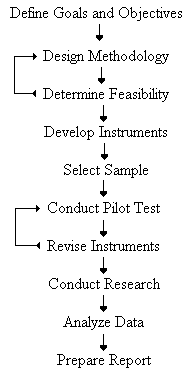 Define Goals and Objectives
Design Methodology
Determine Feasibility
Develop Instruments
Select Sample
Conduct Pilot Test
Revise Instruments
Conduct Research
Analyze Data
Prepare Report